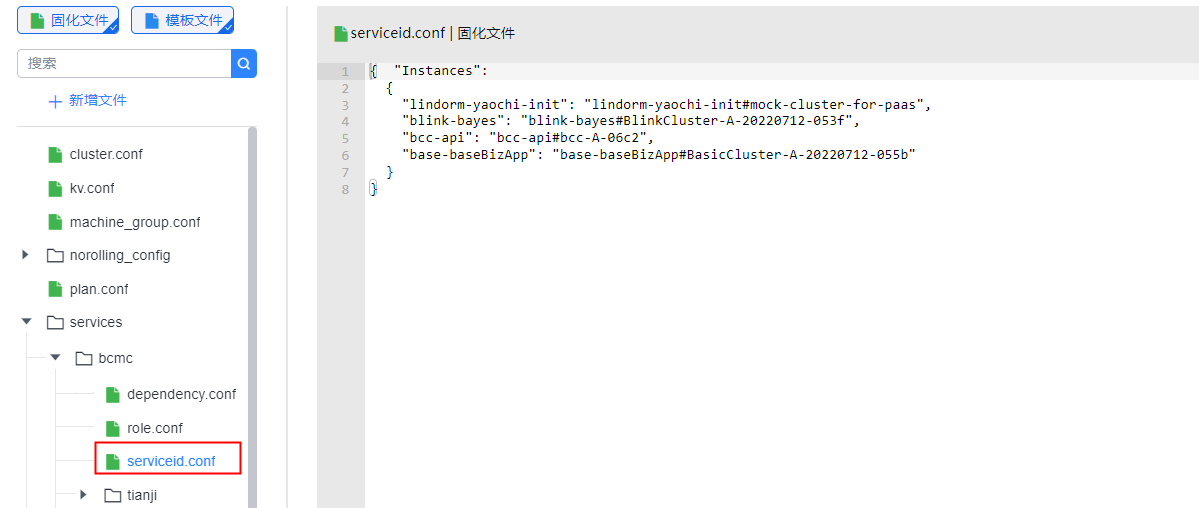 固化文件 模板文件
搜索
+ 新增文件
cluster.conf
kv.conf
machine_group.conf
norolling_config
plan.conf
services
bcmc
dependency.conf
role.conf
serviceid.conf
tianji
serviceid.conf | 固化文件
1 { "Instances":
2 {
3 "lindorm-yaochi-init": "lindorm-yaochi-init#mock-cluster-for-paas",
4 "blink-bayes": "blink-bayes#BlinkCluster-A-20220712-053f",
5 "bcc-api": "bcc-api#bcc-A-06c2",
6 "base-baseBizApp": "base-baseBizApp#BasicCluster-A-20220712-055b"
7 }
8 }